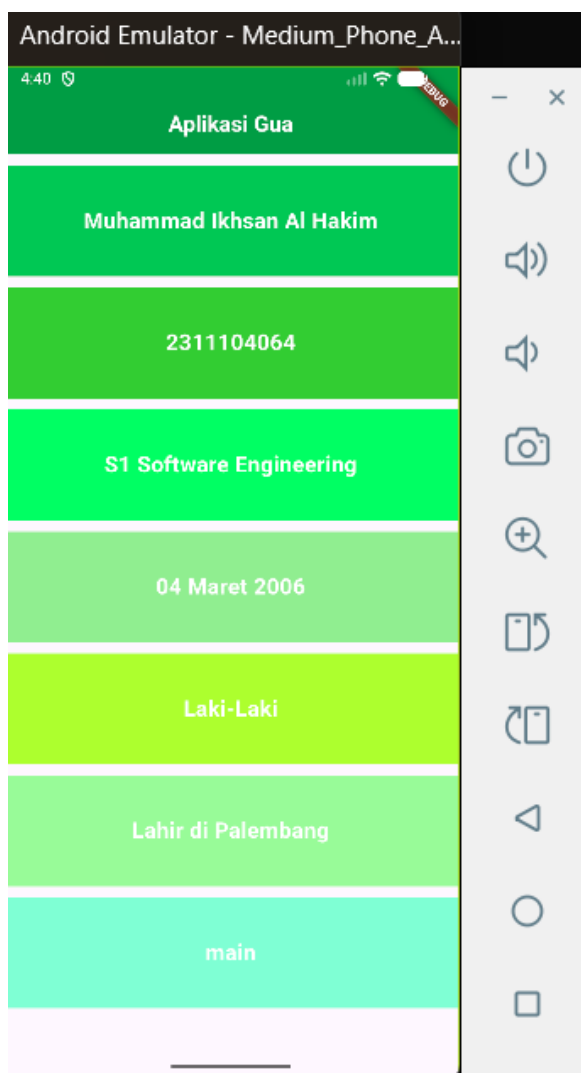 Android Emulator - Medium_Phone_A...
4:40
DEBUG
Aplikasi Gua
Muhammad Ikhsan Al Hakim
2311104064
S1 Software Engineering
04 Maret 2006
Laki-Laki
Lahir di Palembang
main